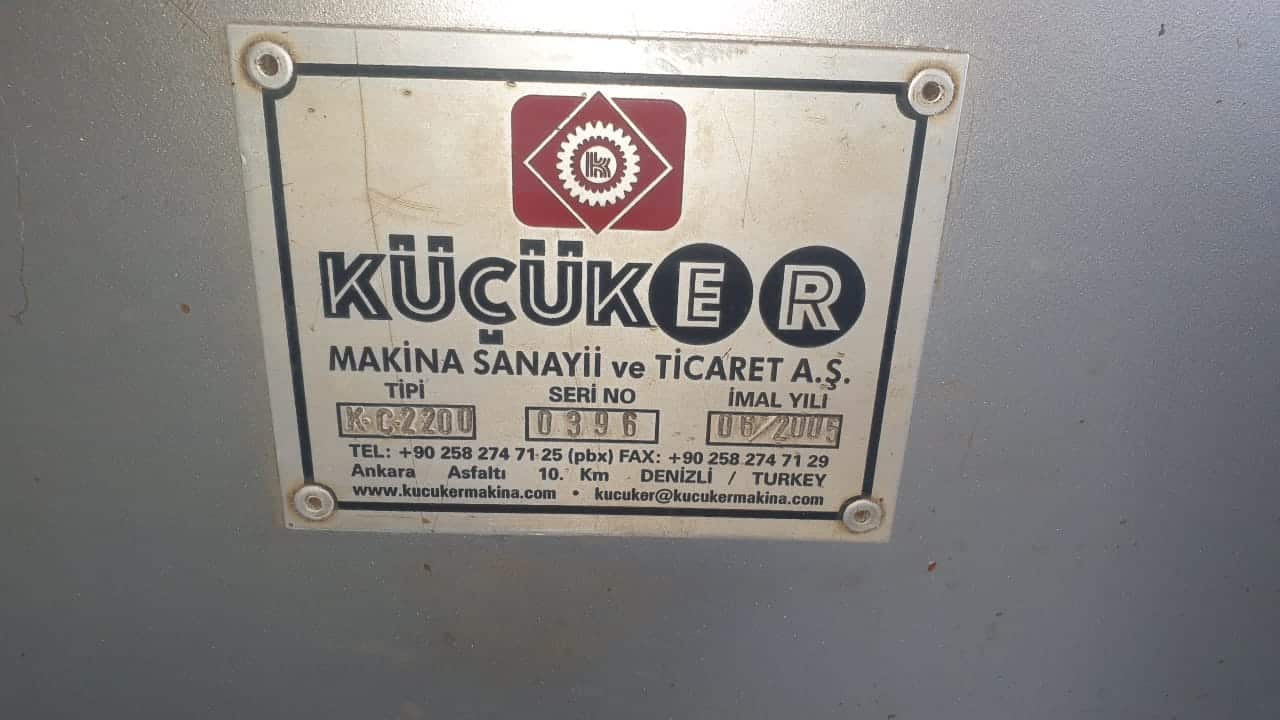 K
KÜÇÜKER
MAKİNA SANAYİİ ve TİCARET A.Ş.
TİPİ SERİ NO İMAL YILI
K.Ç.2200 0396 06/2005
TEL: +90 258 274 71 25 (pbx) FAX: +90 258 274 71 29
Ankara Asfaltı 10. Km DENİZLİ / TURKEY
www.kucukermakina.com • kucuker@kucukermakina.com